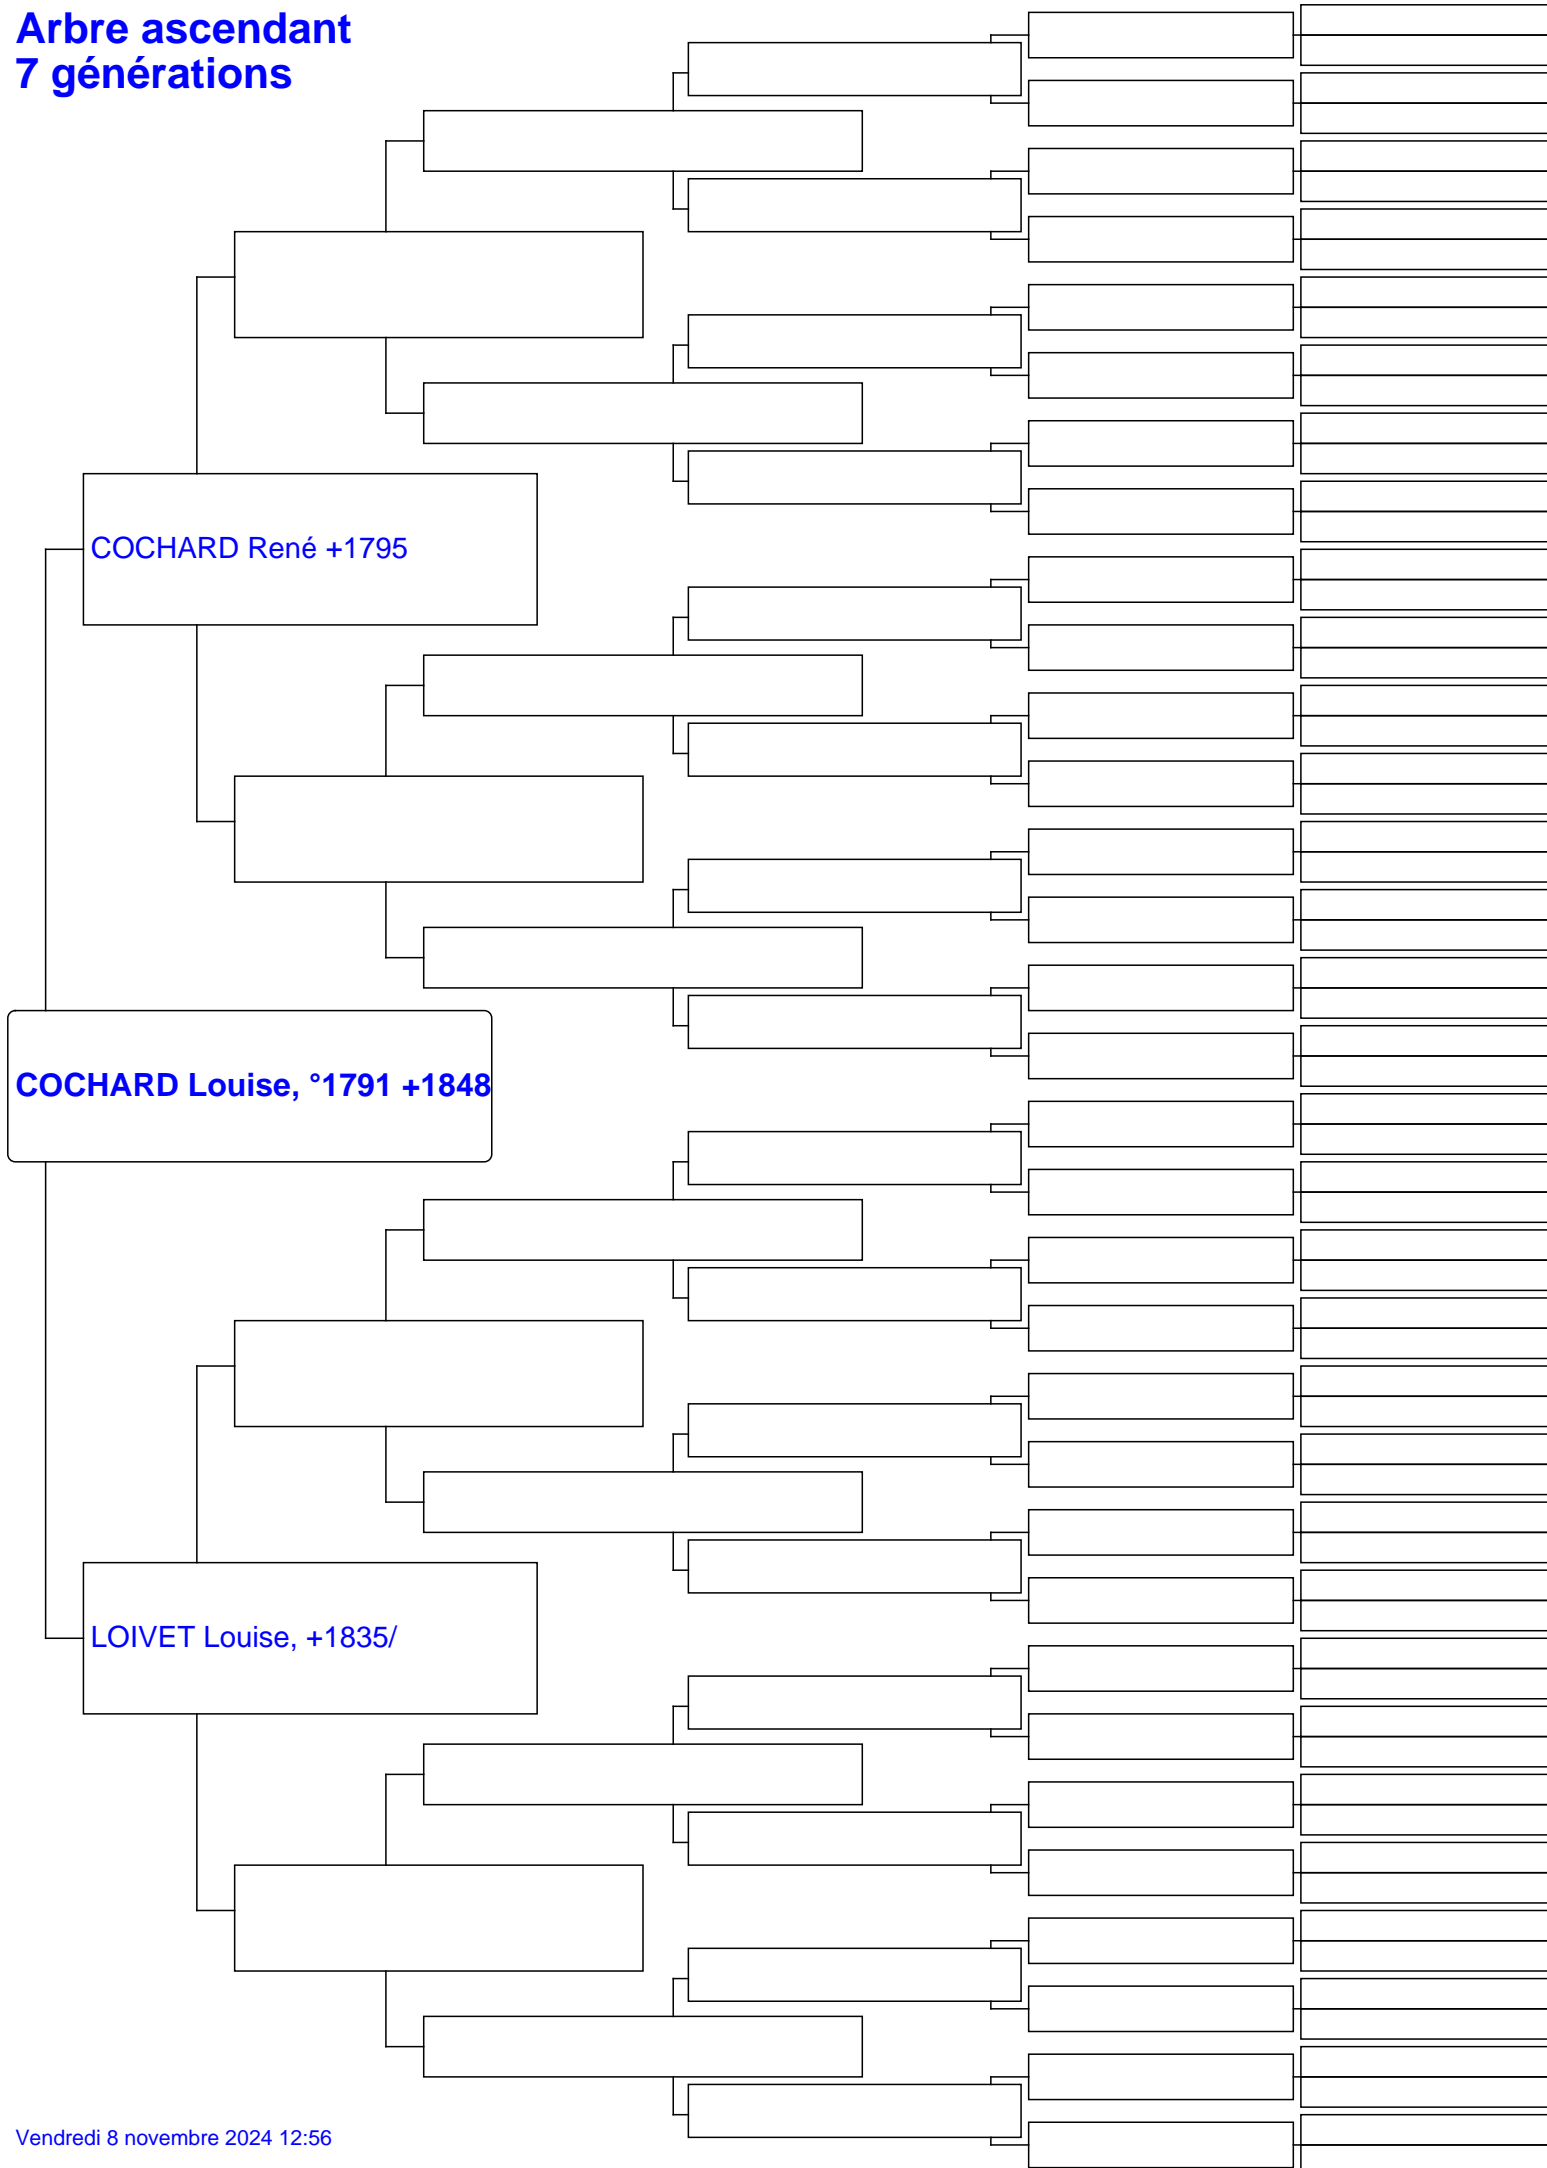 Arbre ascendant
7 générations
COCHARD René +1795
COCHARD Louise, °1791 +1848
LOIVET Louise, +1835/
Vendredi 8 novembre 2024 12:56